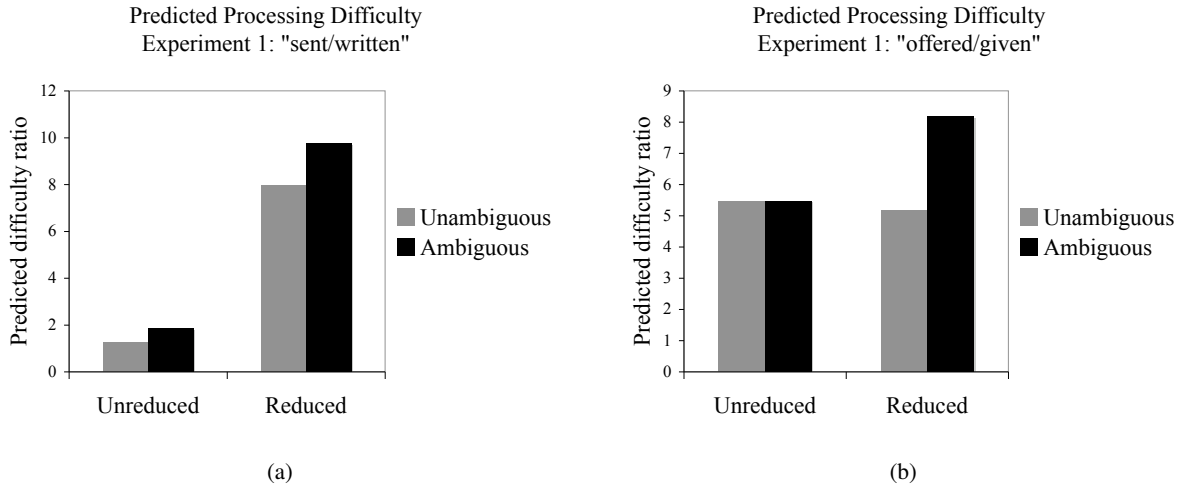 Predicted Processing Difficulty
Experiment 1: "sent/written"
12
10
8
6
4
2
0
Predicted difficulty ratio
Unreduced
Reduced
Unambiguous
Ambiguous
(a)
Predicted Processing Difficulty
Experiment 1: "offered/given"
9
8
7
6
5
4
3
2
1
0
Predicted difficulty ratio
Unreduced
Reduced
Unambiguous
Ambiguous
(b)